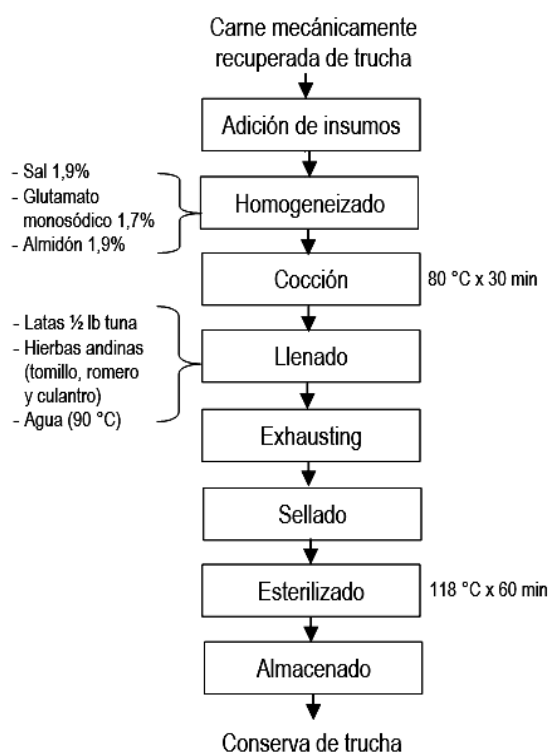 Carne mecánicamente
recuperada de trucha
Adición de insumos
- Sal 1,9%
- Glutamato
monosódico 1,7%
- Almidón 1,9%
Homogeneizado
Cocción
80 °C x 30 min
- Latas ½ lb tuna
- Hierbas andinas
(tomillo, romero
y culantro)
- Agua (90 °C)
Llenado
Exhausting
Sellado
Esterilizado
118 °C x 60 min
Almacenado
Conserva de trucha